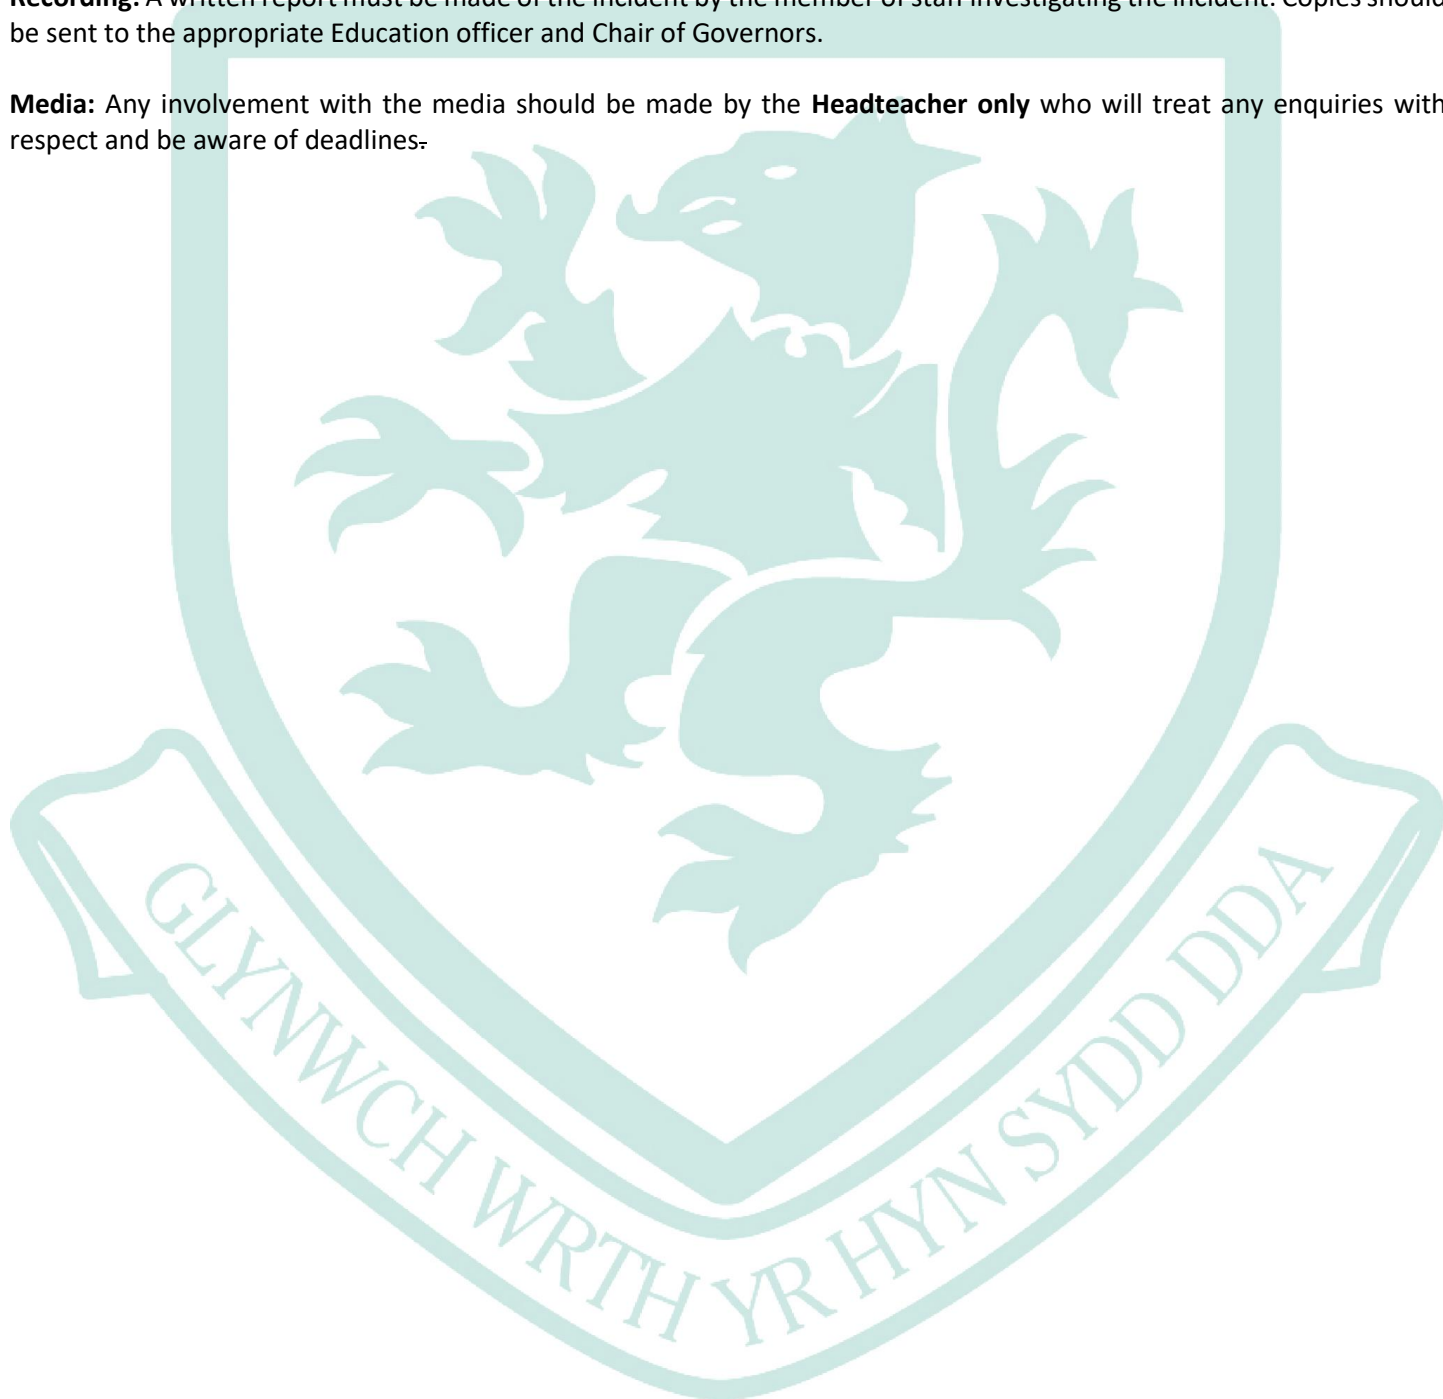 Recording: A written report must be made of the incident by the member of staff investigating the incident. Copies should
be sent to the appropriate Education officer and Chair of Governors.
Media: Any involvement with the media should be made by the Headteacher only who will treat any enquiries with
respect and be aware of deadlines.
GLYNWCH WRTH YR HYN SYDD DDA